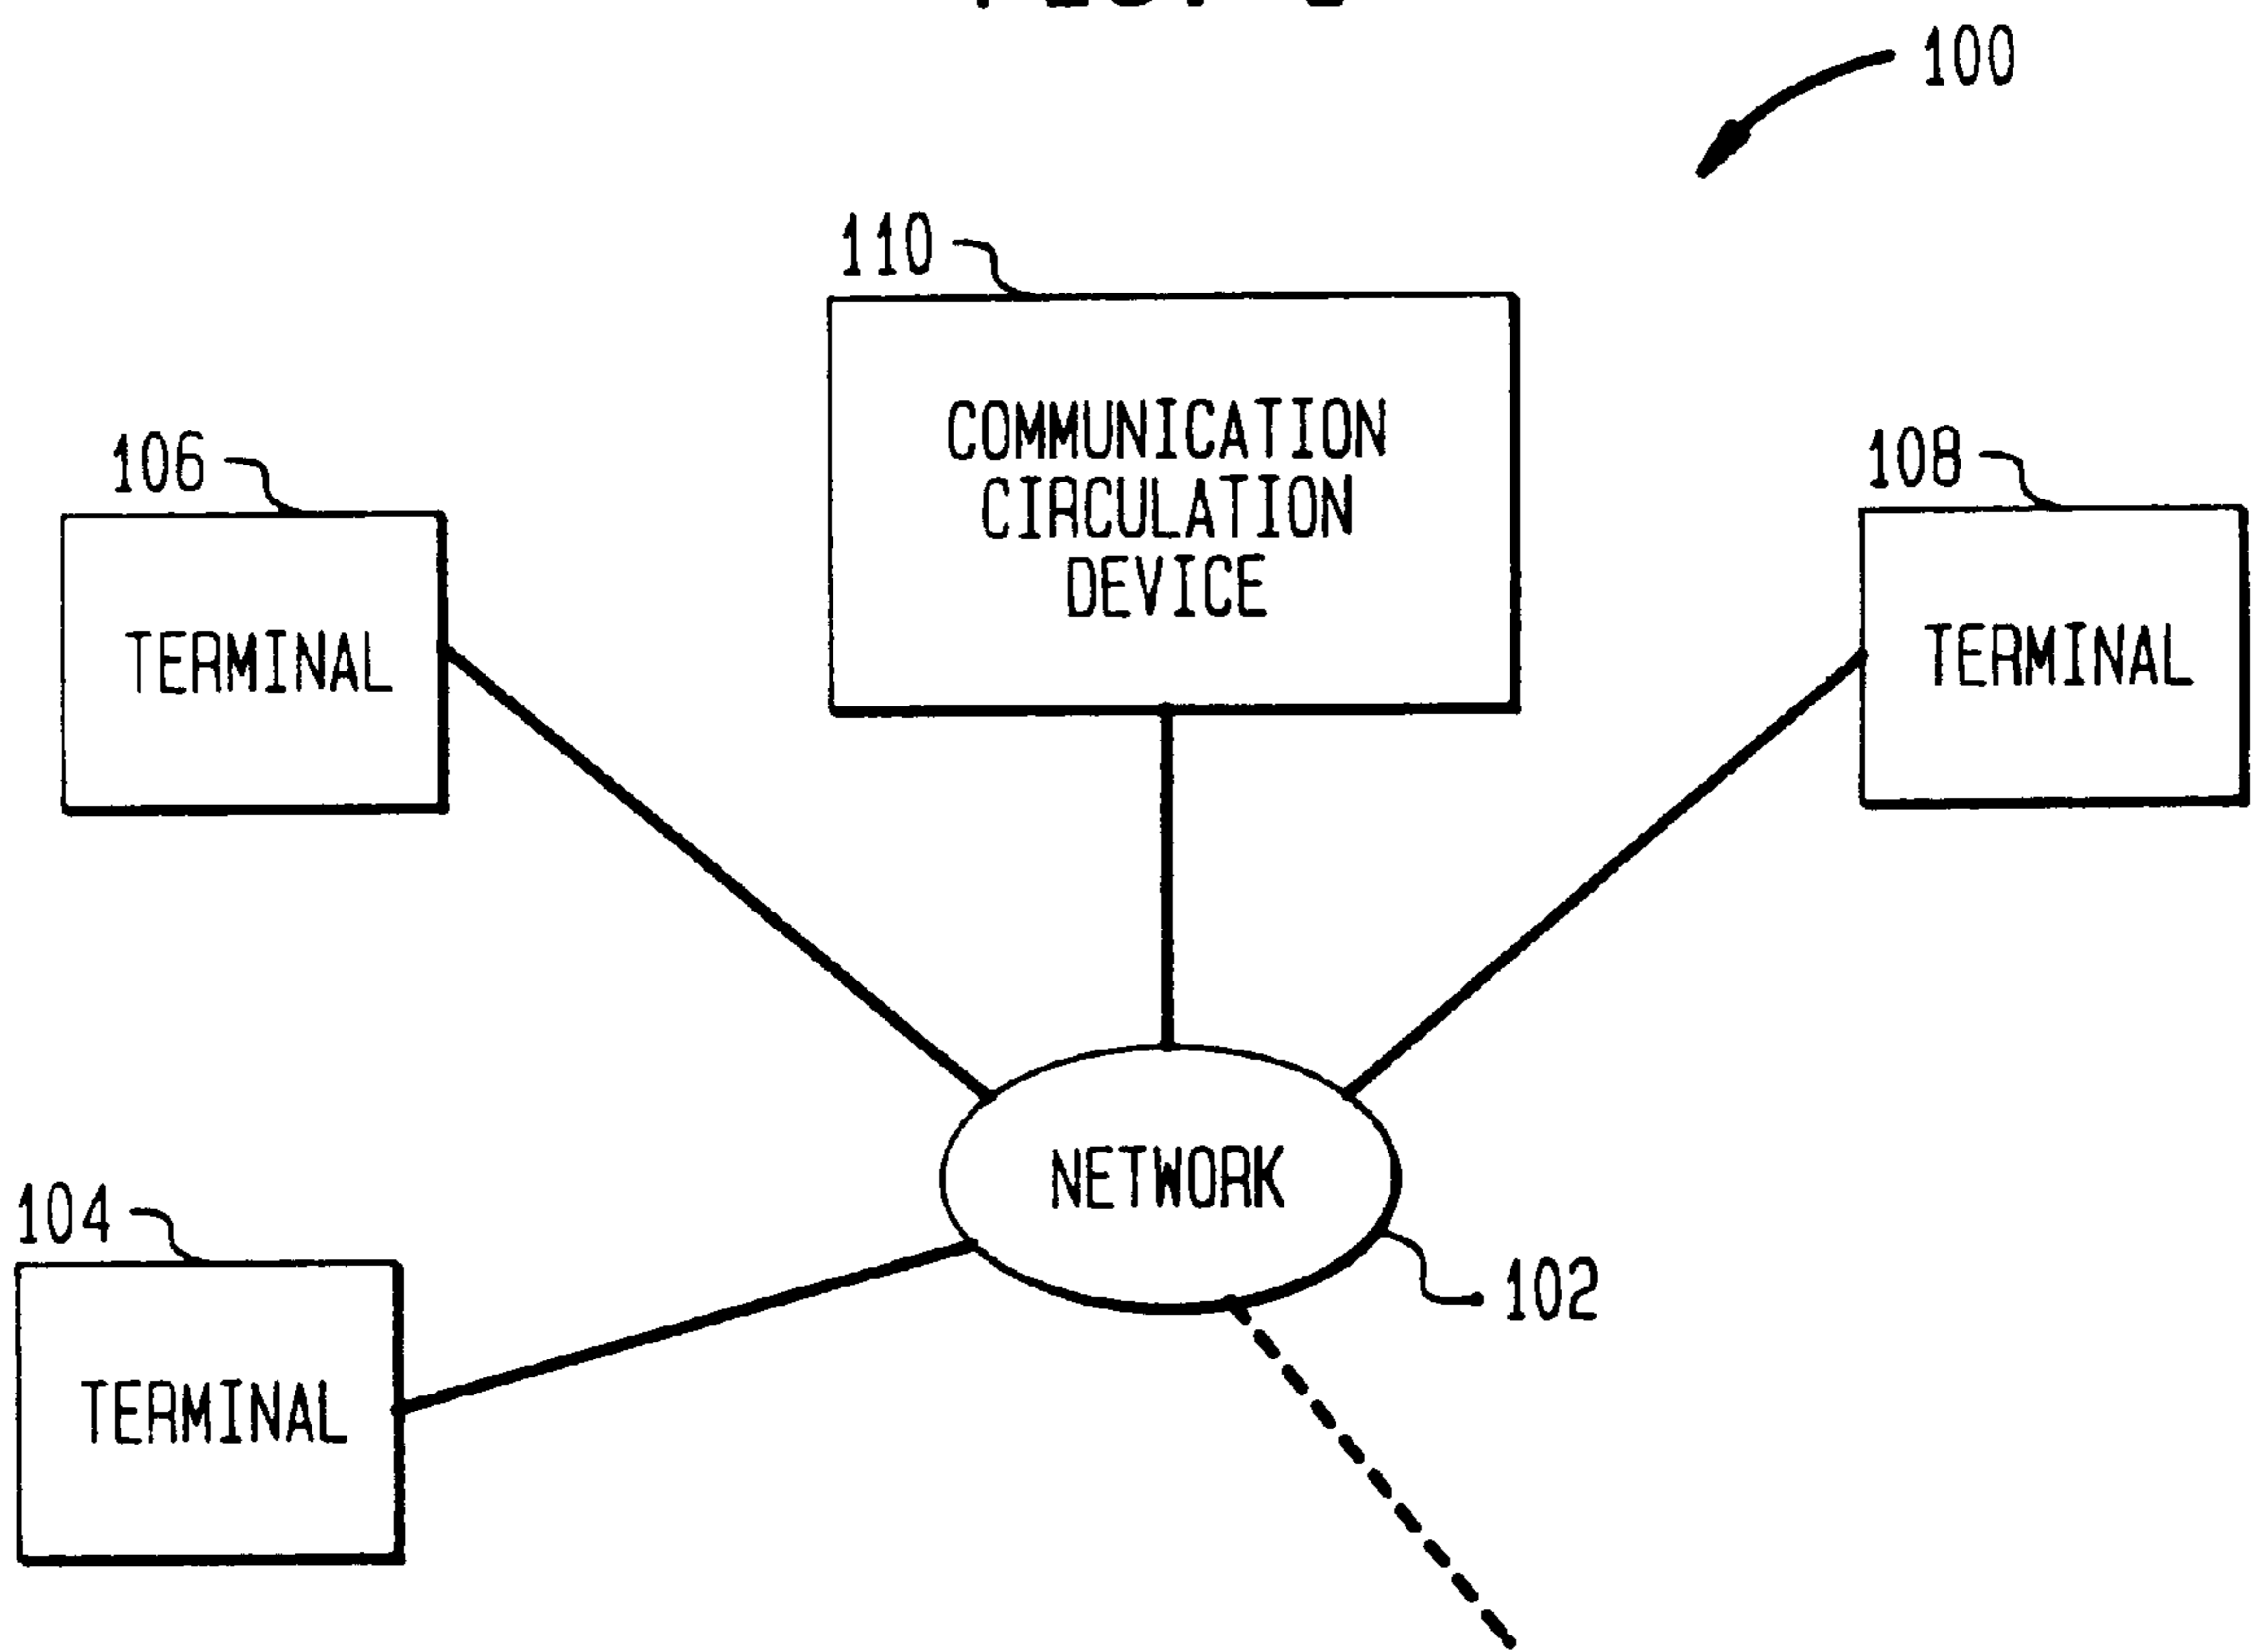 100
110
COMMUNICATION
CIRCULATION
DEVICE
106
TERMINAL
108
TERMINAL
NETWORK
102
104
TERMINAL